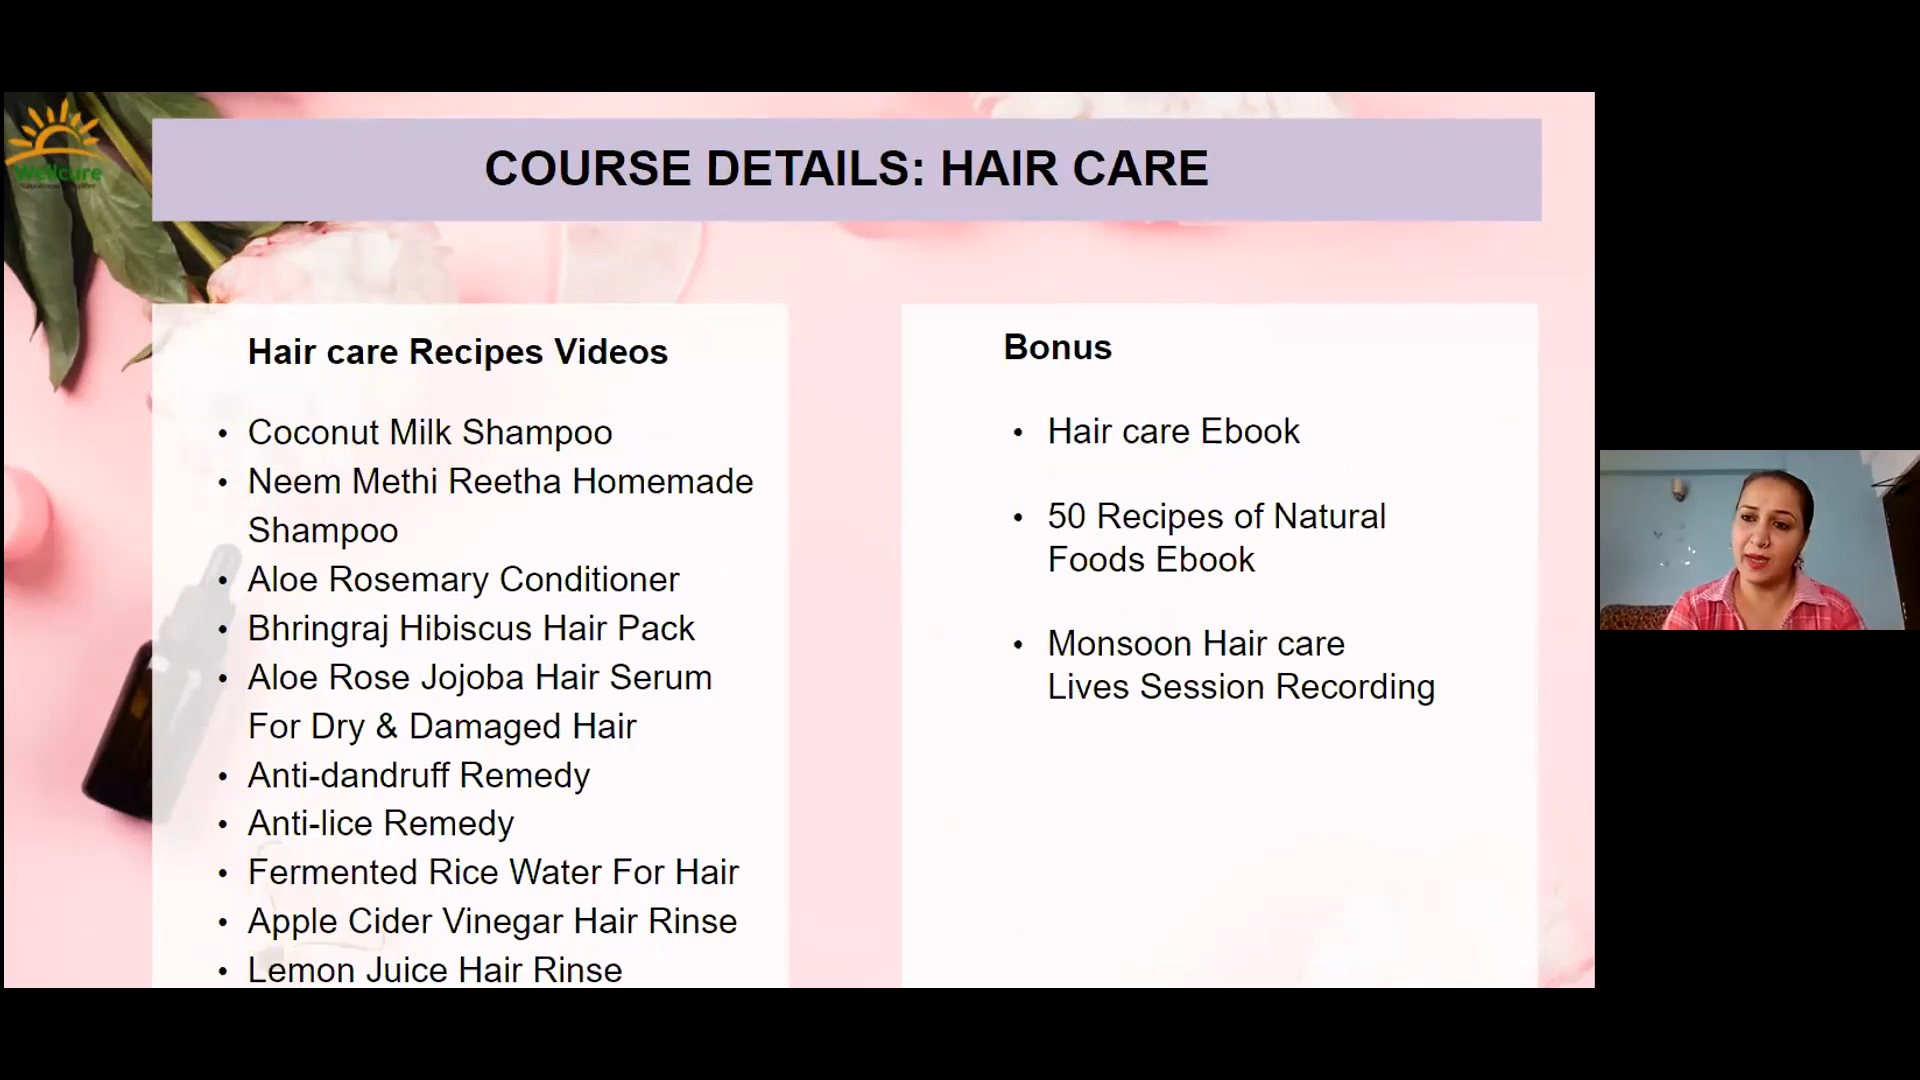 Wellcure
COURSE DETAILS: HAIR CARE
Hair care Recipes Videos
• Coconut Milk Shampoo
• Neem Methi Reetha Homemade
Shampoo
• Aloe Rosemary Conditioner
• Bhringraj Hibiscus Hair Pack
• Aloe Rose Jojoba Hair Serum
For Dry & Damaged Hair
• Anti-dandruff Remedy
• Anti-lice Remedy
• Fermented Rice Water For Hair
• Apple Cider Vinegar Hair Rinse
• Lemon Juice Hair Rinse
Bonus
• Hair care Ebook
• 50 Recipes of Natural
Foods Ebook
• Monsoon Hair care
Lives Session Recording